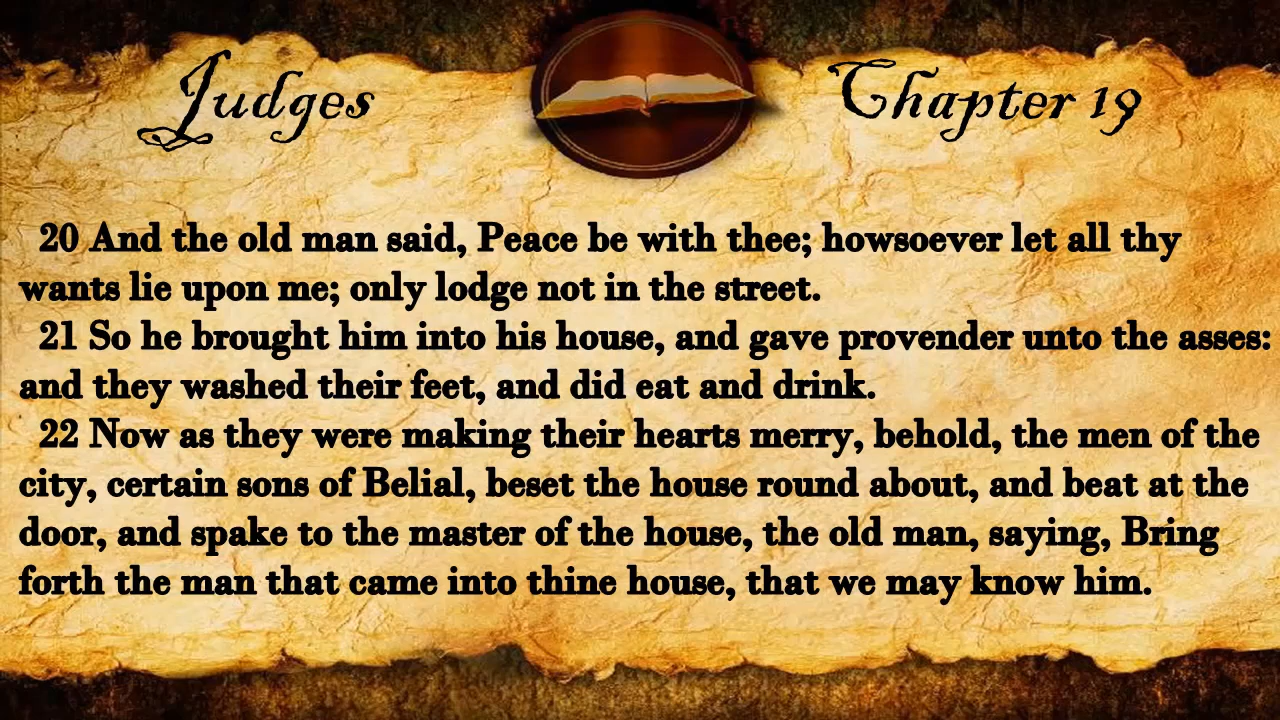 Judges Chapter 19
20 And the old man said, Peace be with thee; howsoever let all thy
wants lie upon me; only lodge not in the street.
21 So he brought him into his house, and gave provender unto the asses:
and they washed their feet, and did eat and drink.
22 Now as they were making their hearts merry, behold, the men of the
city, certain sons of Belial, beset the house round about, and beat at the
door, and spake to the master of the house, the old man, saying, Bring
forth the man that came into thine house, that we may know him.